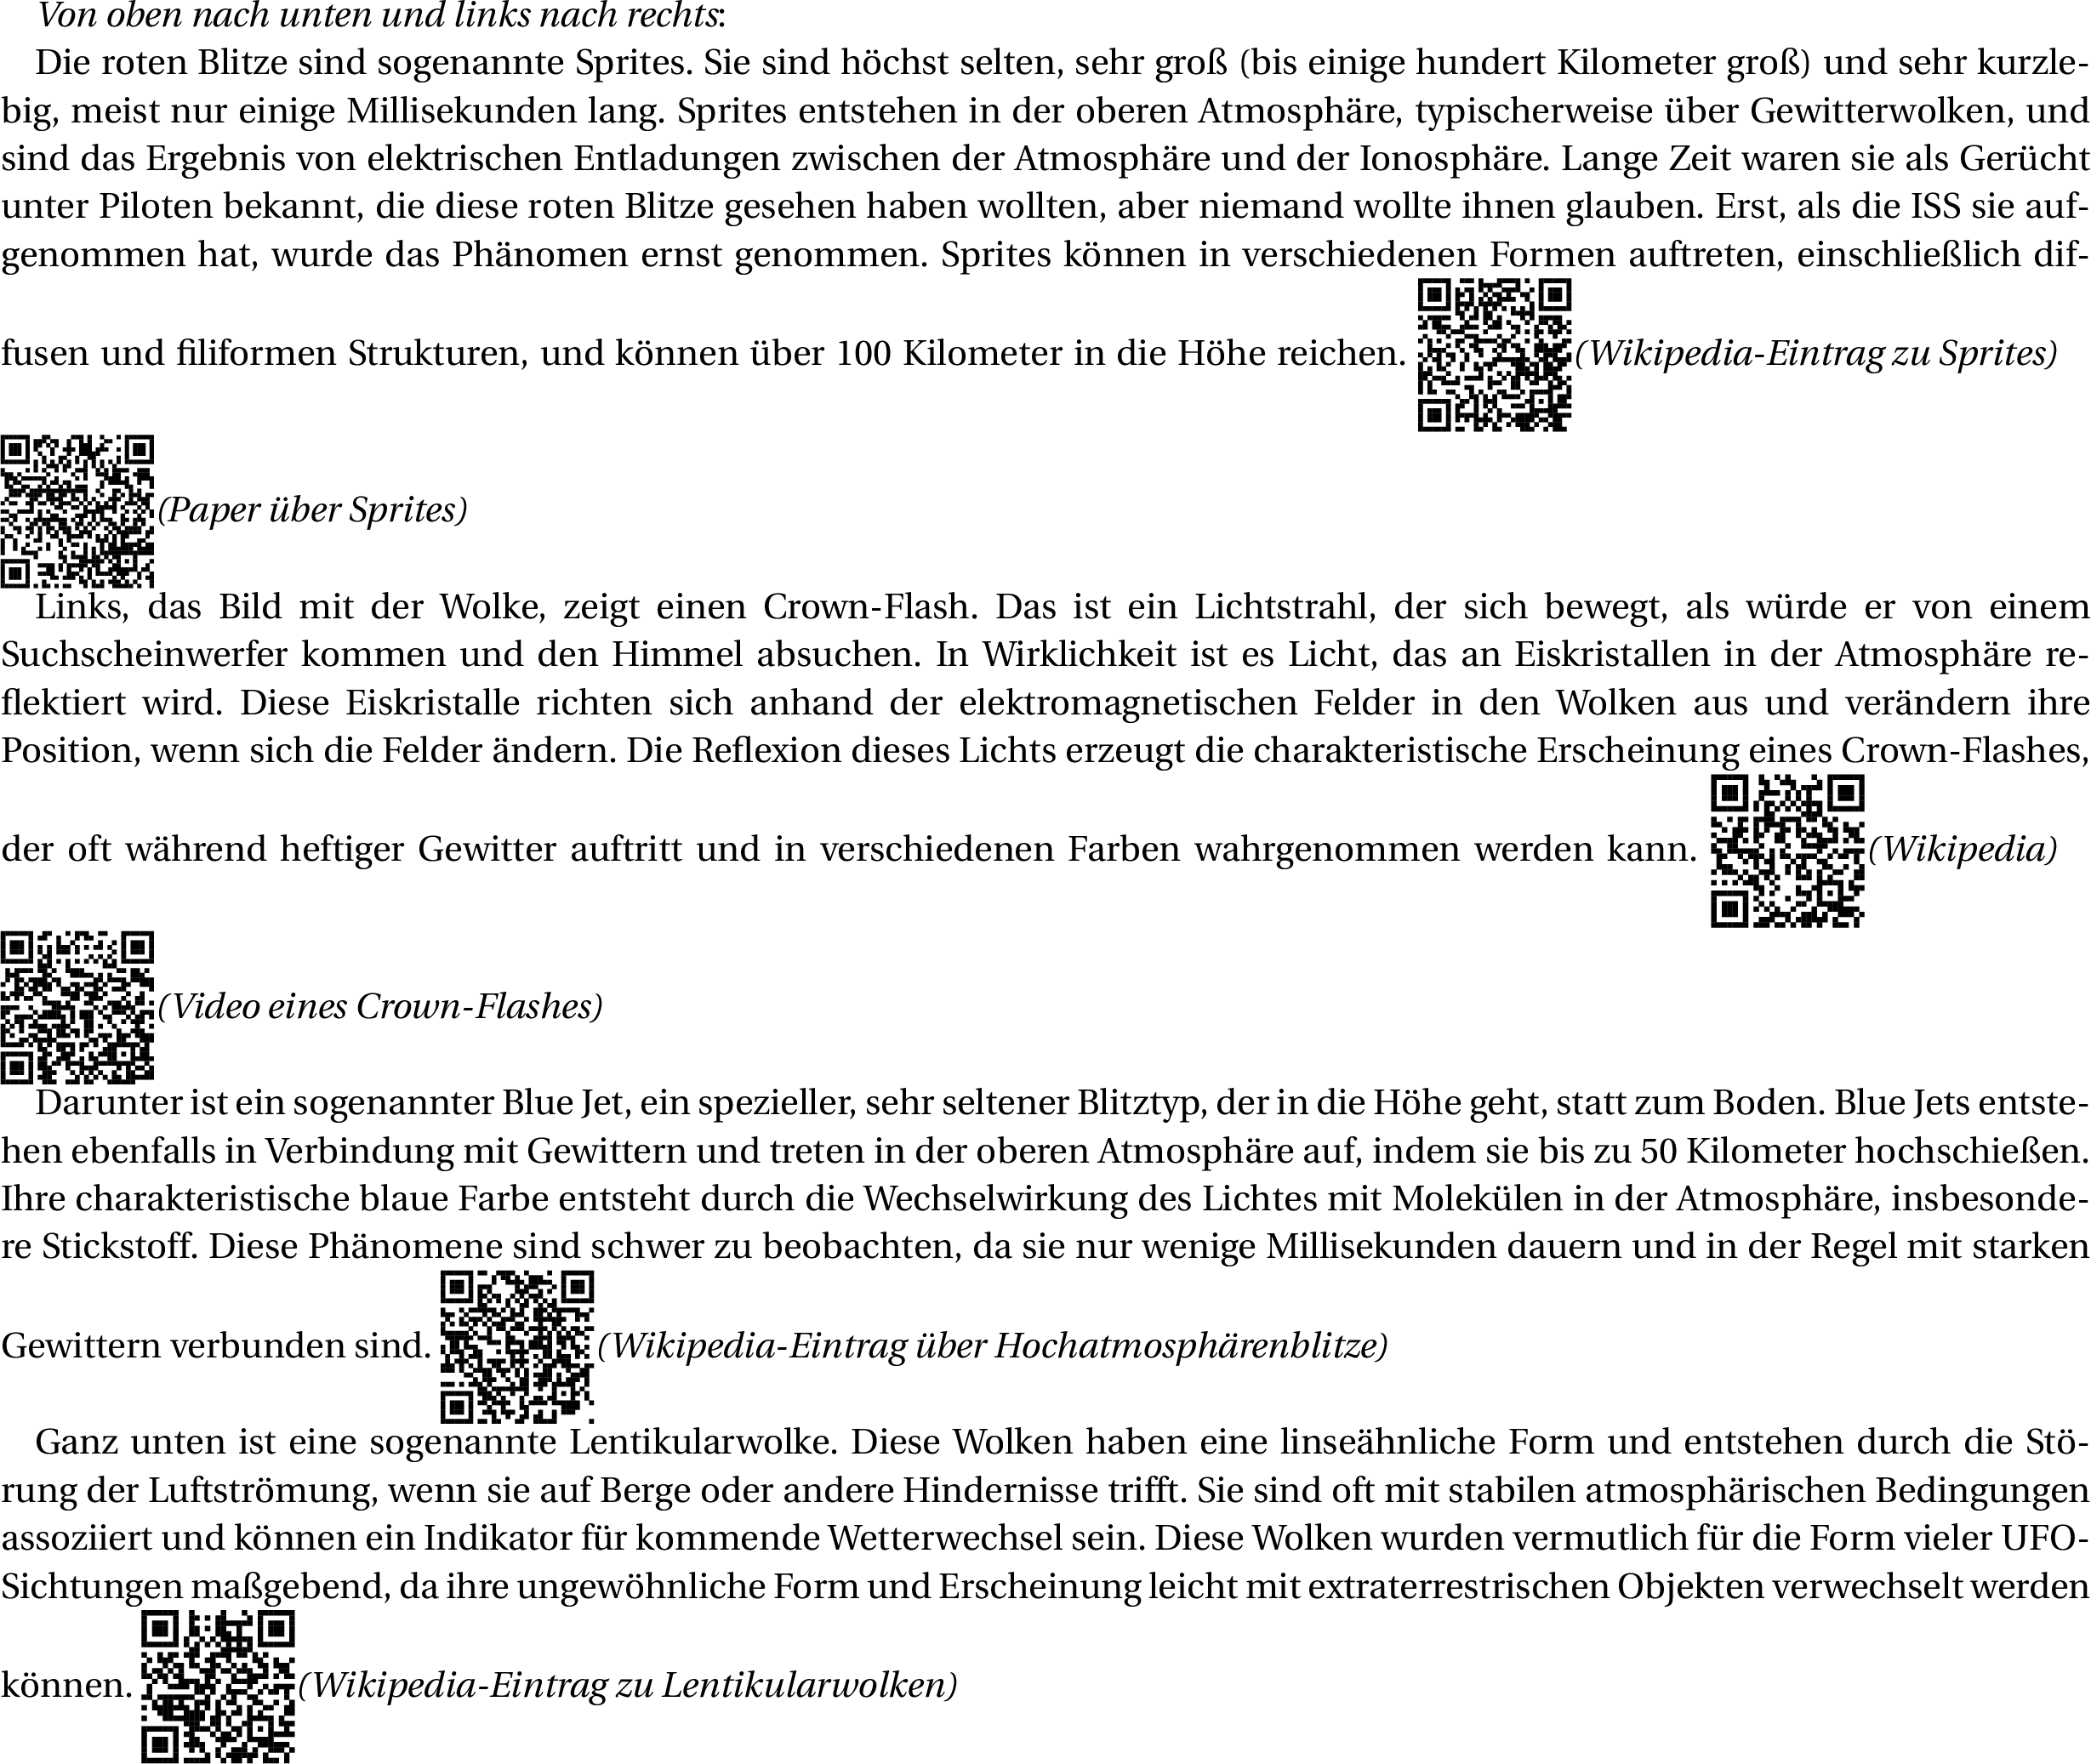 Von oben nach unten und links nach rechts:
Die roten Blitze sind sogenannte Sprites. Sie sind höchst selten, sehr groß (bis einige hundert Kilometer groß) und sehr kurzle-
big, meist nur einige Millisekunden lang. Sprites entstehen in der oberen Atmosphäre, typischerweise über Gewitterwolken, und
sind das Ergebnis von elektrischen Entladungen zwischen der Atmosphäre und der Ionosphäre. Lange Zeit waren sie als Gerücht
unter Piloten bekannt, die diese roten Blitze gesehen haben wollten, aber niemand wollte ihnen glauben. Erst, als die ISS sie auf-
genommen hat, wurde das Phänomen ernst genommen. Sprites können in verschiedenen Formen auftreten, einschließlich dif-
fusen und filiformen Strukturen, und können über 100 Kilometer in die Höhe reichen. (Wikipedia-Eintrag zu Sprites)
(Paper über Sprites)
Links, das Bild mit der Wolke, zeigt einen Crown-Flash. Das ist ein Lichtstrahl, der sich bewegt, als würde er von einem
Suchscheinwerfer kommen und den Himmel absuchen. In Wirklichkeit ist es Licht, das an Eiskristallen in der Atmosphäre re-
flektiert wird. Diese Eiskristalle richten sich anhand der elektromagnetischen Felder in den Wolken aus und verändern ihre
Position, wenn sich die Felder ändern. Die Reflexion dieses Lichts erzeugt die charakteristische Erscheinung eines Crown-Flashes,
der oft während heftiger Gewitter auftritt und in verschiedenen Farben wahrgenommen werden kann. (Wikipedia)
(Video eines Crown-Flashes)
Darunter ist ein sogenannter Blue Jet, ein spezieller, sehr seltener Blitztyp, der in die Höhe geht, statt zum Boden. Blue Jets entste-
hen ebenfalls in Verbindung mit Gewittern und treten in der oberen Atmosphäre auf, indem sie bis zu 50 Kilometer hochschießen.
Ihre charakteristische blaue Farbe entsteht durch die Wechselwirkung des Lichtes mit Molekülen in der Atmosphäre, insbesonde-
re Stickstoff. Diese Phänomene sind schwer zu beobachten, da sie nur wenige Millisekunden dauern und in der Regel mit starken
Gewittern verbunden sind. (Wikipedia-Eintrag über Hochatmosphärenblitze)
Ganz unten ist eine sogenannte Lentikularwolke. Diese Wolken haben eine linseähnliche Form und entstehen durch die Stö-
rung der Luftströmung, wenn sie auf Berge oder andere Hindernisse trifft. Sie sind oft mit stabilen atmosphärischen Bedingungen
assoziiert und können ein Indikator für kommende Wetterwechsel sein. Diese Wolken wurden vermutlich für die Form vieler UFO-
Sichtungen maßgebend, da ihre ungewöhnliche Form und Erscheinung leicht mit extraterrestrischen Objekten verwechselt werden
können. (Wikipedia-Eintrag zu Lentikularwolken)